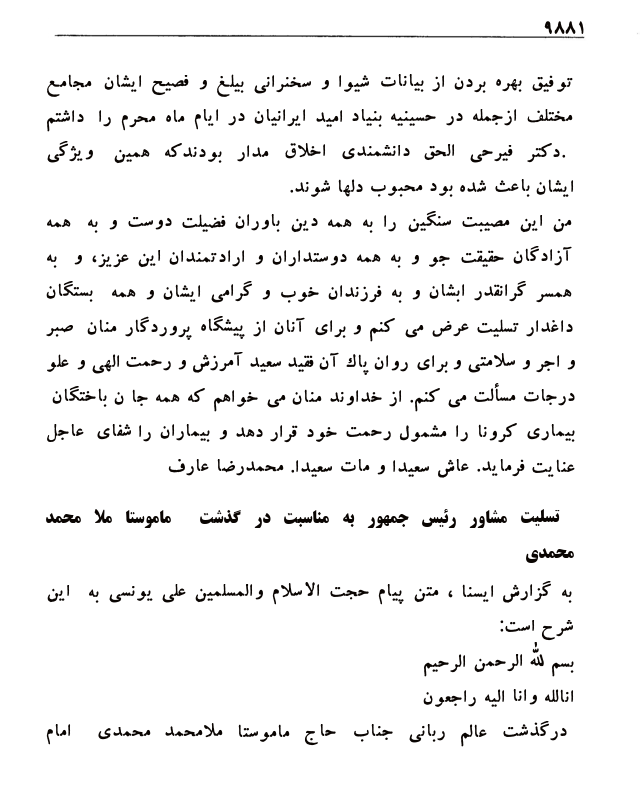 ۹۸۸۱
توفیق بهره بردن از بیانات شیوا و سخنرانی بیلغ و فصیح ایشان مجامع
مختلف ازجمله در حسینیه بنیاد امید ایرانیان در ایام ماه محرم را داشتم
.دکتر فیرحی الحق دانشمندی اخلاق مدار بودندکه همین ویژگی
ایشان باعث شده بود محبوب دلها شوند.
من این مصیبت سنگین را به همه دین باوران فضیلت دوست و به همه
آزادگان حقیقت جو و به همه دوستداران و ارادتمندان این عزیز، و به
همسر گرانقدر ابشان و به فرزندان خوب و گرامی ایشان و همه بستگان
داغدار تسلیت عرض می کنم و برای آنان از پیشگاه پروردگار منان صبر
و اجر و سلامتی و برای روان پاك آن فقید سعید آمرزش و رحمت الهی و علو
درجات مسألت می کنم. از خداوند منان می خواهم که همه جا ن باختگان
بیماری کرونا را مشمول رحمت خود قرار دهد و بیماران را شفای عاجل
عنایت فرماید. عاش سعیدا و مات سعیدا. محمدرضا عارف
تسلیت مشاور رئیس جمهور به مناسبت در گذشت ماموستا ملا محمد
محمدی
به گزارش ایسنا ، متن پیام حجت الاسلام والمسلمین علی یونسی به این
شرح است:
بسم لله الرحمن الرحیم
انالله وانا الیه راجعون
درگذشت عالم ربانی جناب حاج ماموستا ملامحمد محمدی امام